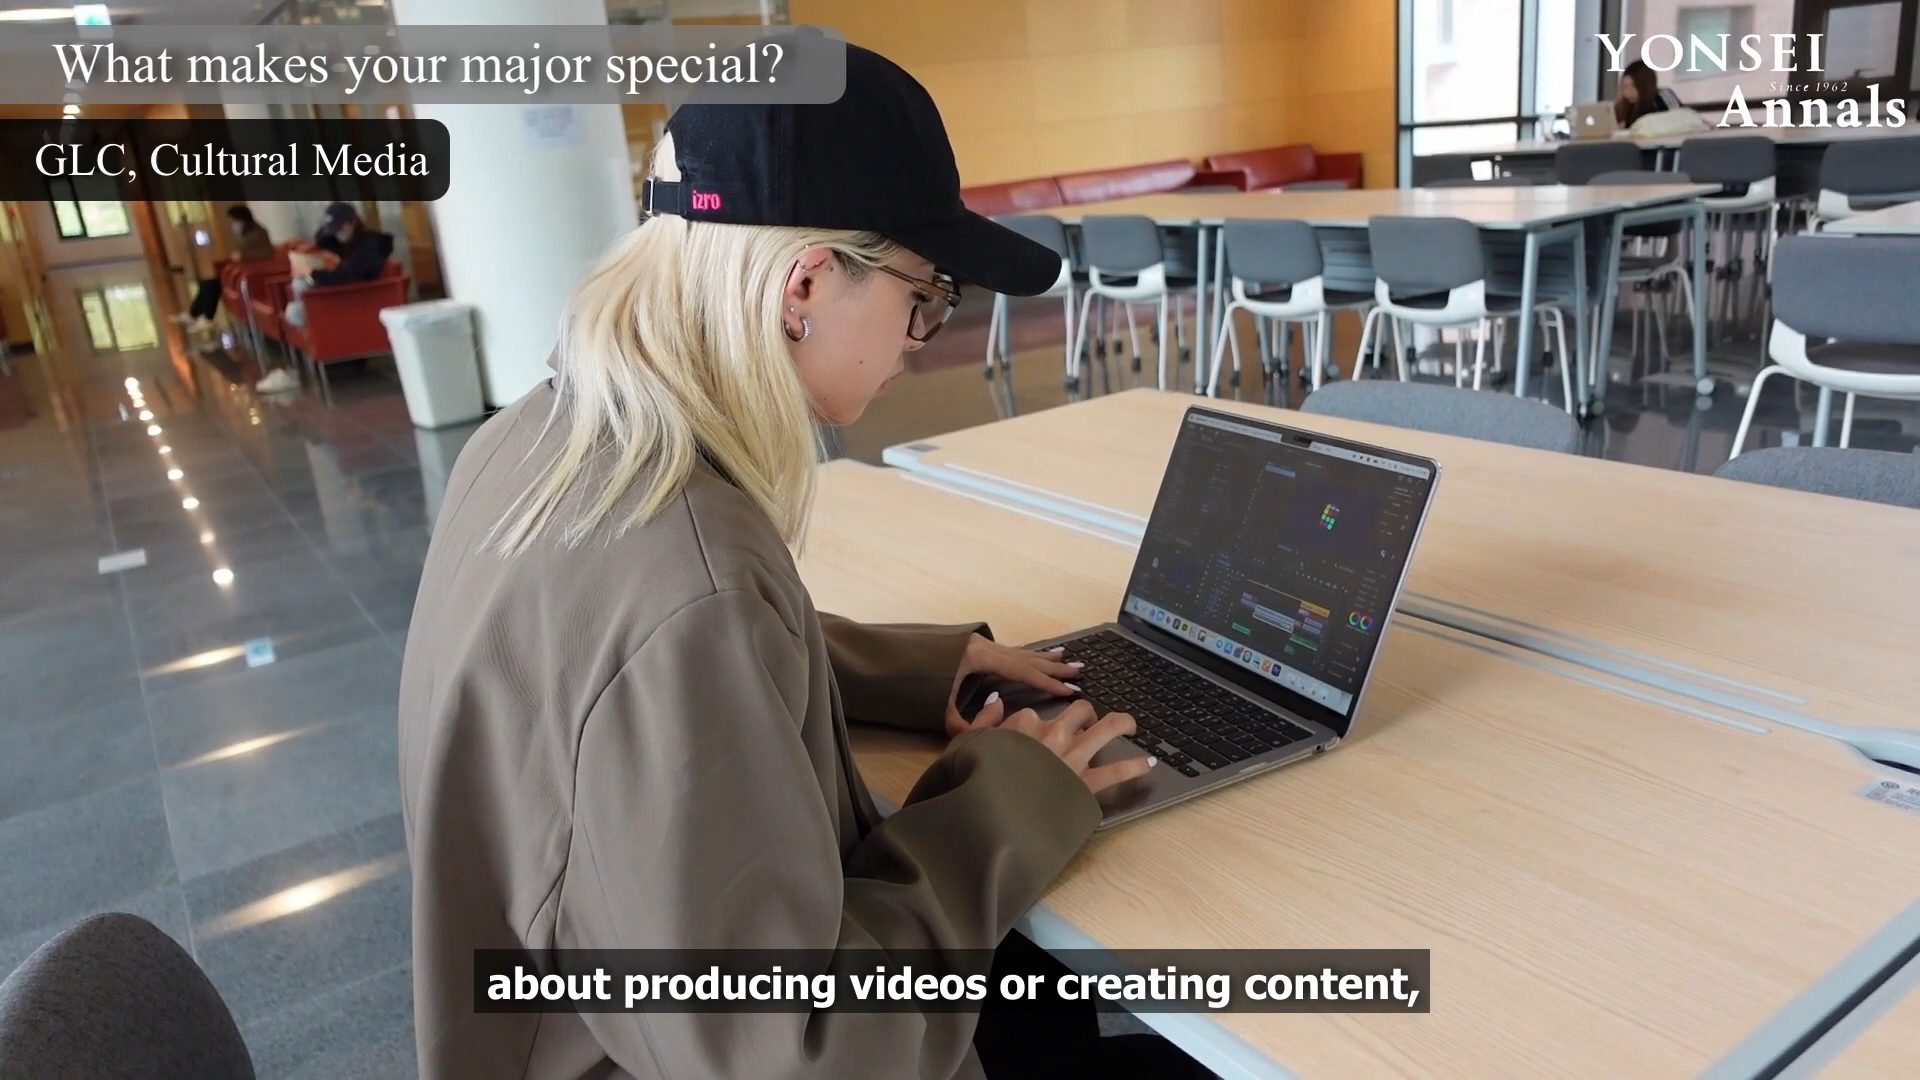 What makes your major special?
YONSEI
Since 1962
Annals
GLC, Cultural Media
izro
about producing videos or creating content,